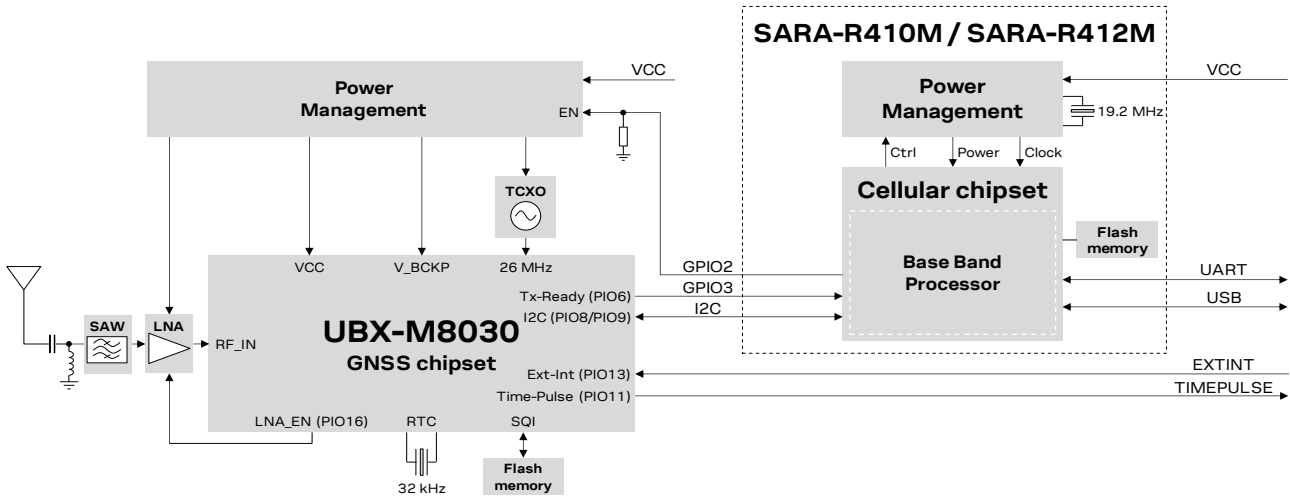 SARA-R410M / SARA-R412M
VCC
VCC
Power
Management
Power
Management
EN
19.2 MHz
Ctrl
Power
Clock
TCXO
Cellular chipset
Flash
memory
VCC
V_BCKP
26 MHz
GPIO2
Base Band
Processor
UART
Tx-Ready (PIO6)
GPIO3
USB
I2C (PIO8/PIO9)
I2C
SAW
LNA
RF_IN
UBX-M8030
GNSS chipset
Ext-Int (PIO13)
EXTINT
Time-Pulse (PIO11)
TIMEPULSE
LNA_EN (PIO16)
RTC
SQI
Flash
memory
32 kHz